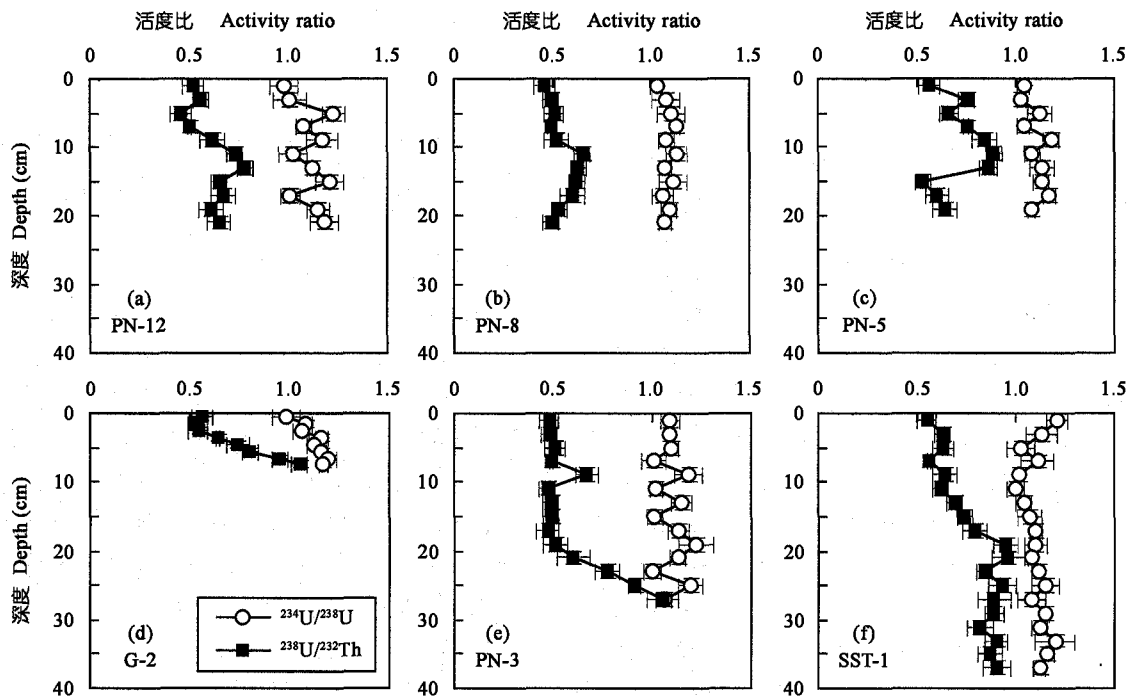 活度比 Activity ratio 活度比 Activity ratio 活度比 Activity ratio
0 0.5 1.0 1.5 0 0.5 1.0 1.5 0 0.5 1.0 1.5
深度 Depth (cm)
0 0 0
10 10 10
20 20 20
30 30 30
40 40 40
(a) (b) (c)
PN-12 PN-8 PN-5
0 0.5 1.0 1.5 0 0.5 1.0 1.5 0 0.5 1.0 1.5
深度 Depth (cm)
0 0 0
10 10 10
20 20 20
30 30 30
40 40 40
²³⁴U/²³⁸U
²³⁸U/²³²Th
(d) (e) (f)
G-2 PN-3 SST-1